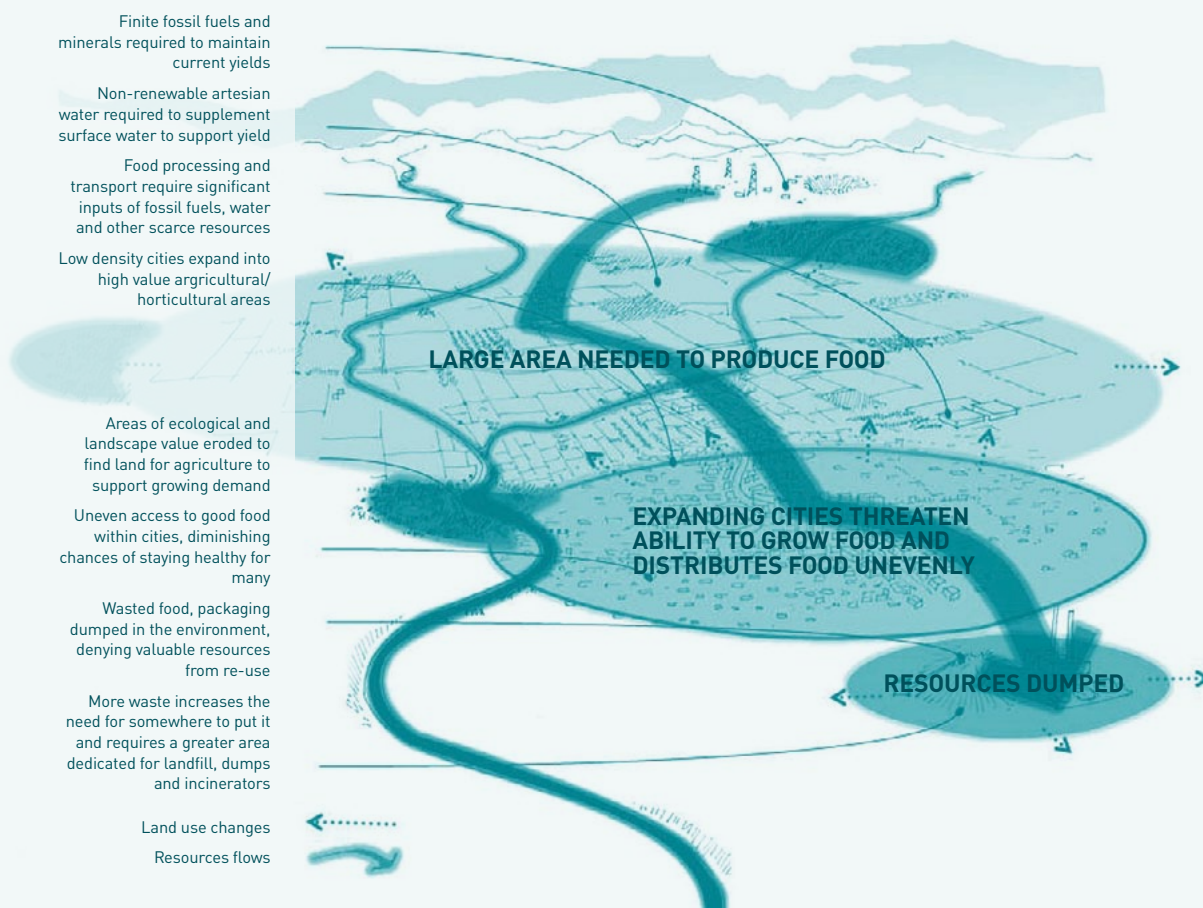 Finite fossil fuels and
minerals required to maintain
current yields
Non-renewable artesian
water required to supplement
surface water to support yield
Food processing and
transport require significant
inputs of fossil fuels, water
and other scarce resources
Low density cities expand into
high value argricultural/
horticultural areas
Areas of ecological and
landscape value eroded to
find land for agriculture to
support growing demand
Uneven access to good food
within cities, diminishing
chances of staying healthy for
many
Wasted food, packaging
dumped in the environment,
denying valuable resources
from re-use
More waste increases the
need for somewhere to put it
and requires a greater area
dedicated for landfill, dumps
and incinerators
Land use changes
Resources flows
LARGE AREA NEEDED TO PRODUCE FOOD
EXPANDING CITIES THREATEN
ABILITY TO GROW FOOD AND
DISTRIBUTES FOOD UNEVENLY
RESOURCES DUMPED